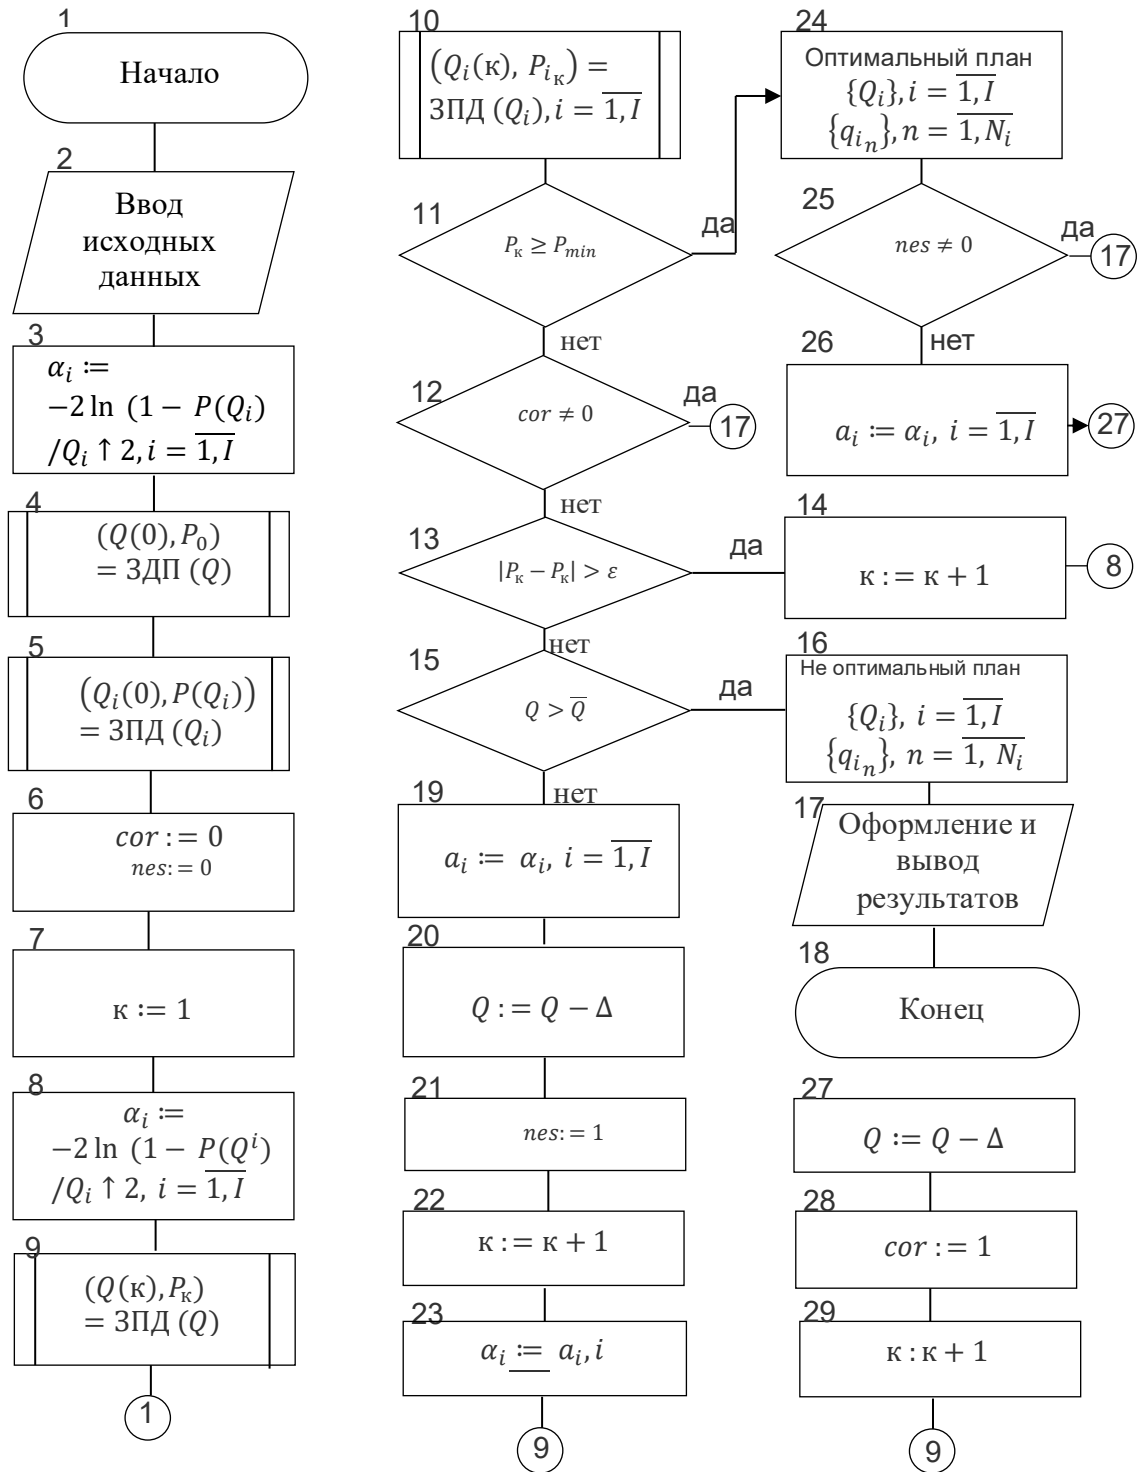 1
Начало
2
Ввод
исходных
данных
3
αᵢ :=
−2 ln (1 − P(Qᵢ)
/Qᵢ ↑ 2, i = 1, I̅
4
(Q(0), P₀)
= ЗДП (Q)
5
(Qᵢ(0), P(Qᵢ))
= ЗПД (Qᵢ)
6
cor := 0
nes: = 0
7
к := 1
8
αᵢ :=
−2 ln (1 − P(Qⁱ)
/Qᵢ ↑ 2, i = 1, I̅
9
(Q(к), Pк)
= ЗПД (Q)
1
10
(Qᵢ(к), Piк) =
ЗПД (Qᵢ), i = 1, I̅
11
Pк ≥ Pmin
да
нет
12
cor ≠ 0
да
17
нет
13
|Pк − Pк| > ε
да
нет
15
Q > Q̅
да
нет
19
aᵢ := αᵢ, i = 1, I̅
20
Q := Q − Δ
21
nes: = 1
22
к := к + 1
23
αᵢ := aᵢ, i
9
24
Оптимальный план
{Qᵢ}, i = 1, I̅
{qiₙ}, n = 1, Nᵢ
25
nes ≠ 0
да
17
нет
26
aᵢ := αᵢ, i = 1, I̅
27
14
к := к + 1
8
16
Не оптимальный план
{Qᵢ}, i = 1, I̅
{qiₙ}, n = 1, Nᵢ
17
Оформление и
вывод
результатов
18
Конец
27
Q := Q − Δ
28
cor := 1
29
к : к + 1
9